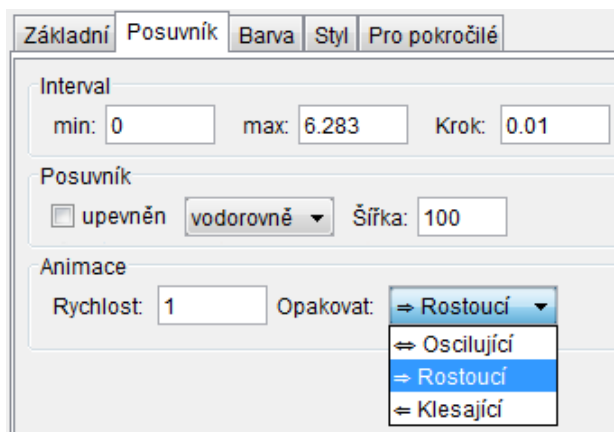 Základní Posuvník Barva Styl Pro pokročilé
Interval
min: 0 max: 6.283 Krok: 0.01
Posuvník
upevněn vodorovně Šířka: 100
Animace
Rychlost: 1 Opakovat: ⇒ Rostoucí
⇔ Oscilující
⇒ Rostoucí
⇐ Klesající